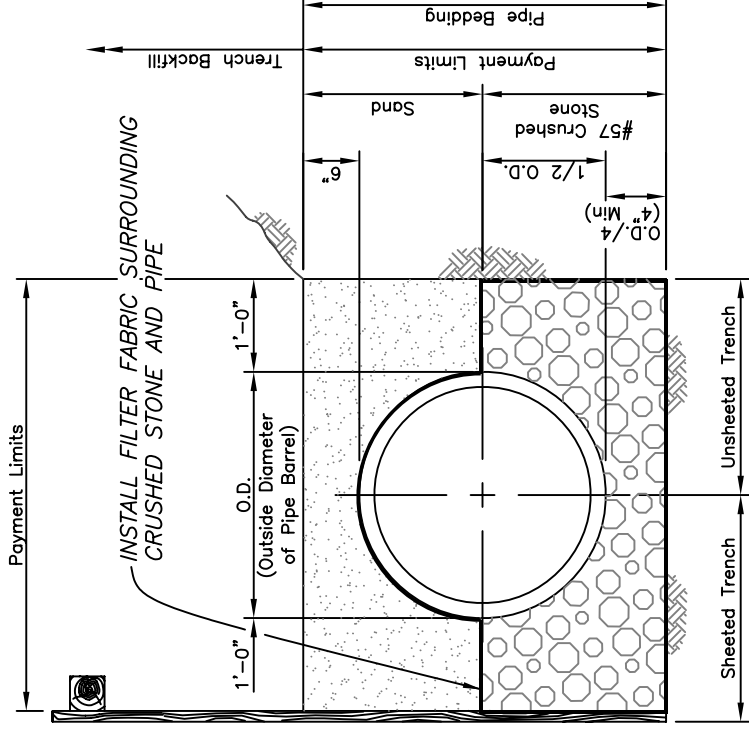 Pipe Bedding
Payment Limits
Trench Backfill
Sand
#57 Crushed
Stone
6"
1/2 O.D.
O.D./4
(4" Min)
Payment Limits
INSTALL FILTER FABRIC SURROUNDING
CRUSHED STONE AND PIPE
1'-0"
O.D.
(Outside Diameter
of Pipe Barrel)
1'-0"
Unsheeted Trench
Sheeted Trench